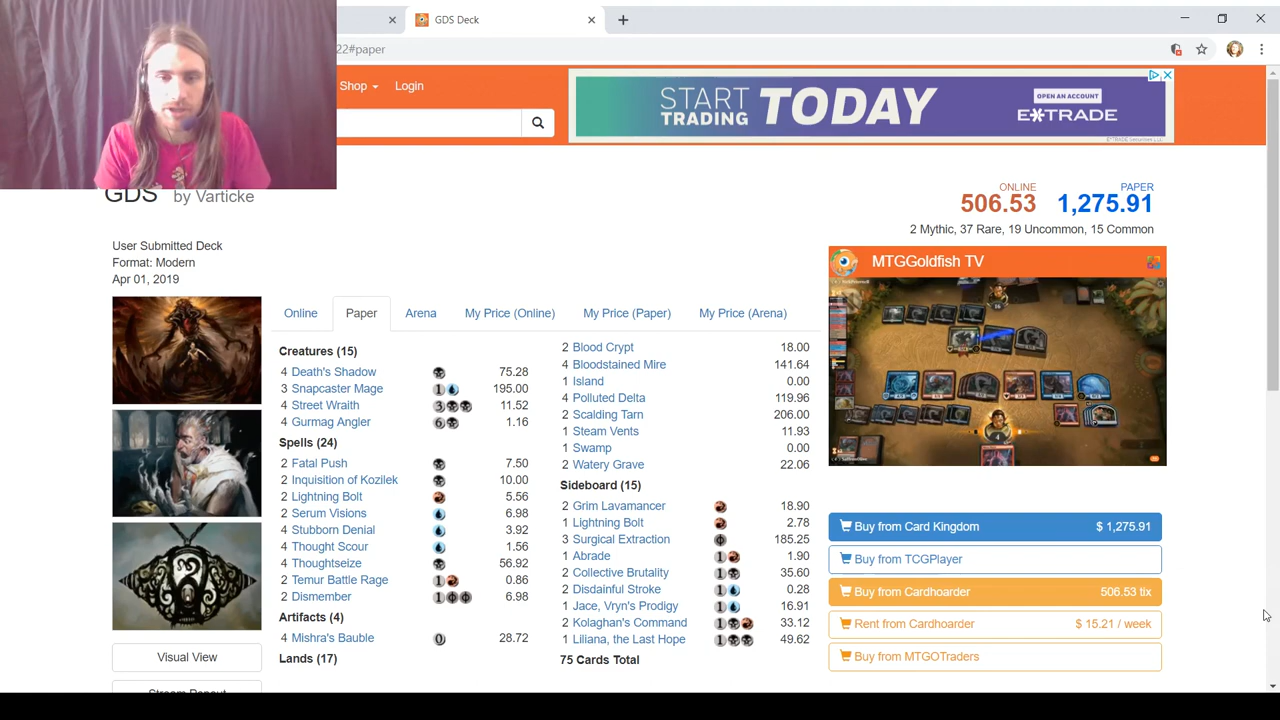 GDS Deck
22#paper
Shop
Login
START TRADING TODAY
OPEN AN ACCOUNT
E*TRADE
GDS by Varticke
ONLINE
506.53
PAPER
1,275.91
2 Mythic, 37 Rare, 19 Uncommon, 15 Common
User Submitted Deck
Format: Modern
Apr 01, 2019
Online Paper Arena My Price (Online) My Price (Paper) My Price (Arena)
Creatures (15)
4 Death's Shadow 75.28
3 Snapcaster Mage 1 195.00
4 Street Wraith 3 11.52
4 Gurmag Angler 6 1.16
Spells (24)
2 Fatal Push 7.50
2 Inquisition of Kozilek 10.00
2 Lightning Bolt 5.56
2 Serum Visions 6.98
4 Stubborn Denial 3.92
4 Thought Scour 1.56
4 Thoughtseize 56.92
2 Temur Battle Rage 1 0.86
2 Dismember 1 6.98
Artifacts (4)
4 Mishra's Bauble 0 28.72
Lands (17)
2 Blood Crypt 18.00
4 Bloodstained Mire 141.64
1 Island 0.00
4 Polluted Delta 119.96
2 Scalding Tarn 206.00
1 Steam Vents 11.93
1 Swamp 0.00
2 Watery Grave 22.06
Sideboard (15)
2 Grim Lavamancer 18.90
1 Lightning Bolt 2.78
3 Surgical Extraction 185.25
1 Abrade 1 1.90
2 Collective Brutality 1 35.60
2 Disdainful Stroke 1 0.28
1 Jace, Vryn's Prodigy 1 16.91
2 Kolaghan's Command 1 33.12
1 Liliana, the Last Hope 1 49.62
75 Cards Total
MTGGoldfish TV
Buy from Card Kingdom $ 1,275.91
Buy from TCGPlayer
Buy from Cardhoarder 506.53 tix
Rent from Cardhoarder $ 15.21 / week
Buy from MTGOTraders
Visual View